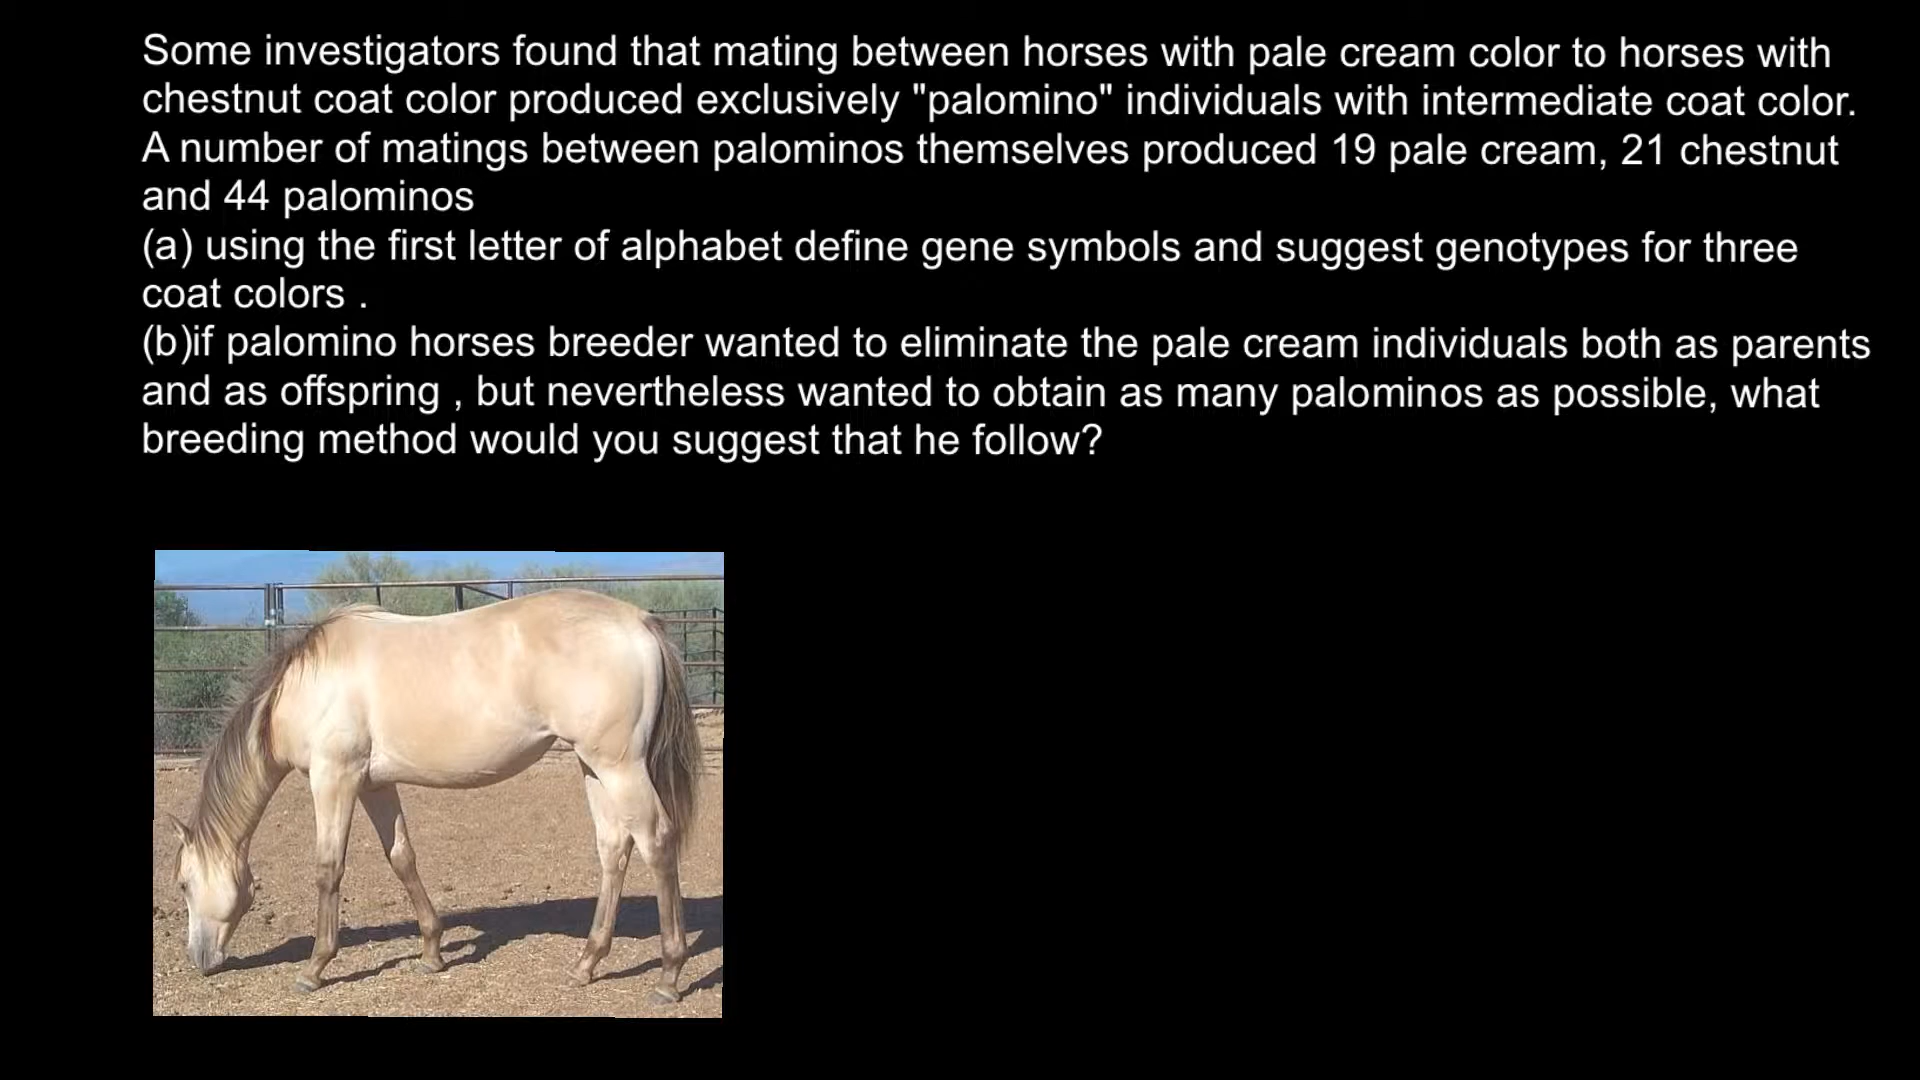 Some investigators found that mating between horses with pale cream color to horses with
chestnut coat color produced exclusively "palomino" individuals with intermediate coat color.
A number of matings between palominos themselves produced 19 pale cream, 21 chestnut
and 44 palominos
(a) using the first letter of alphabet define gene symbols and suggest genotypes for three
coat colors .
(b)if palomino horses breeder wanted to eliminate the pale cream individuals both as parents
and as offspring , but nevertheless wanted to obtain as many palominos as possible, what
breeding method would you suggest that he follow?